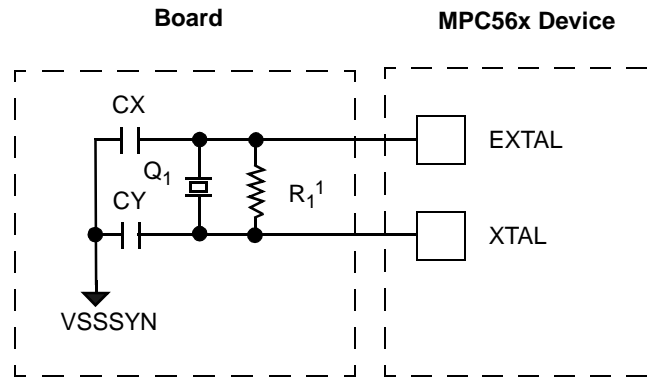 Board
MPC56x Device
CX
EXTAL
Q1
R1¹
CY
XTAL
VSSSYN